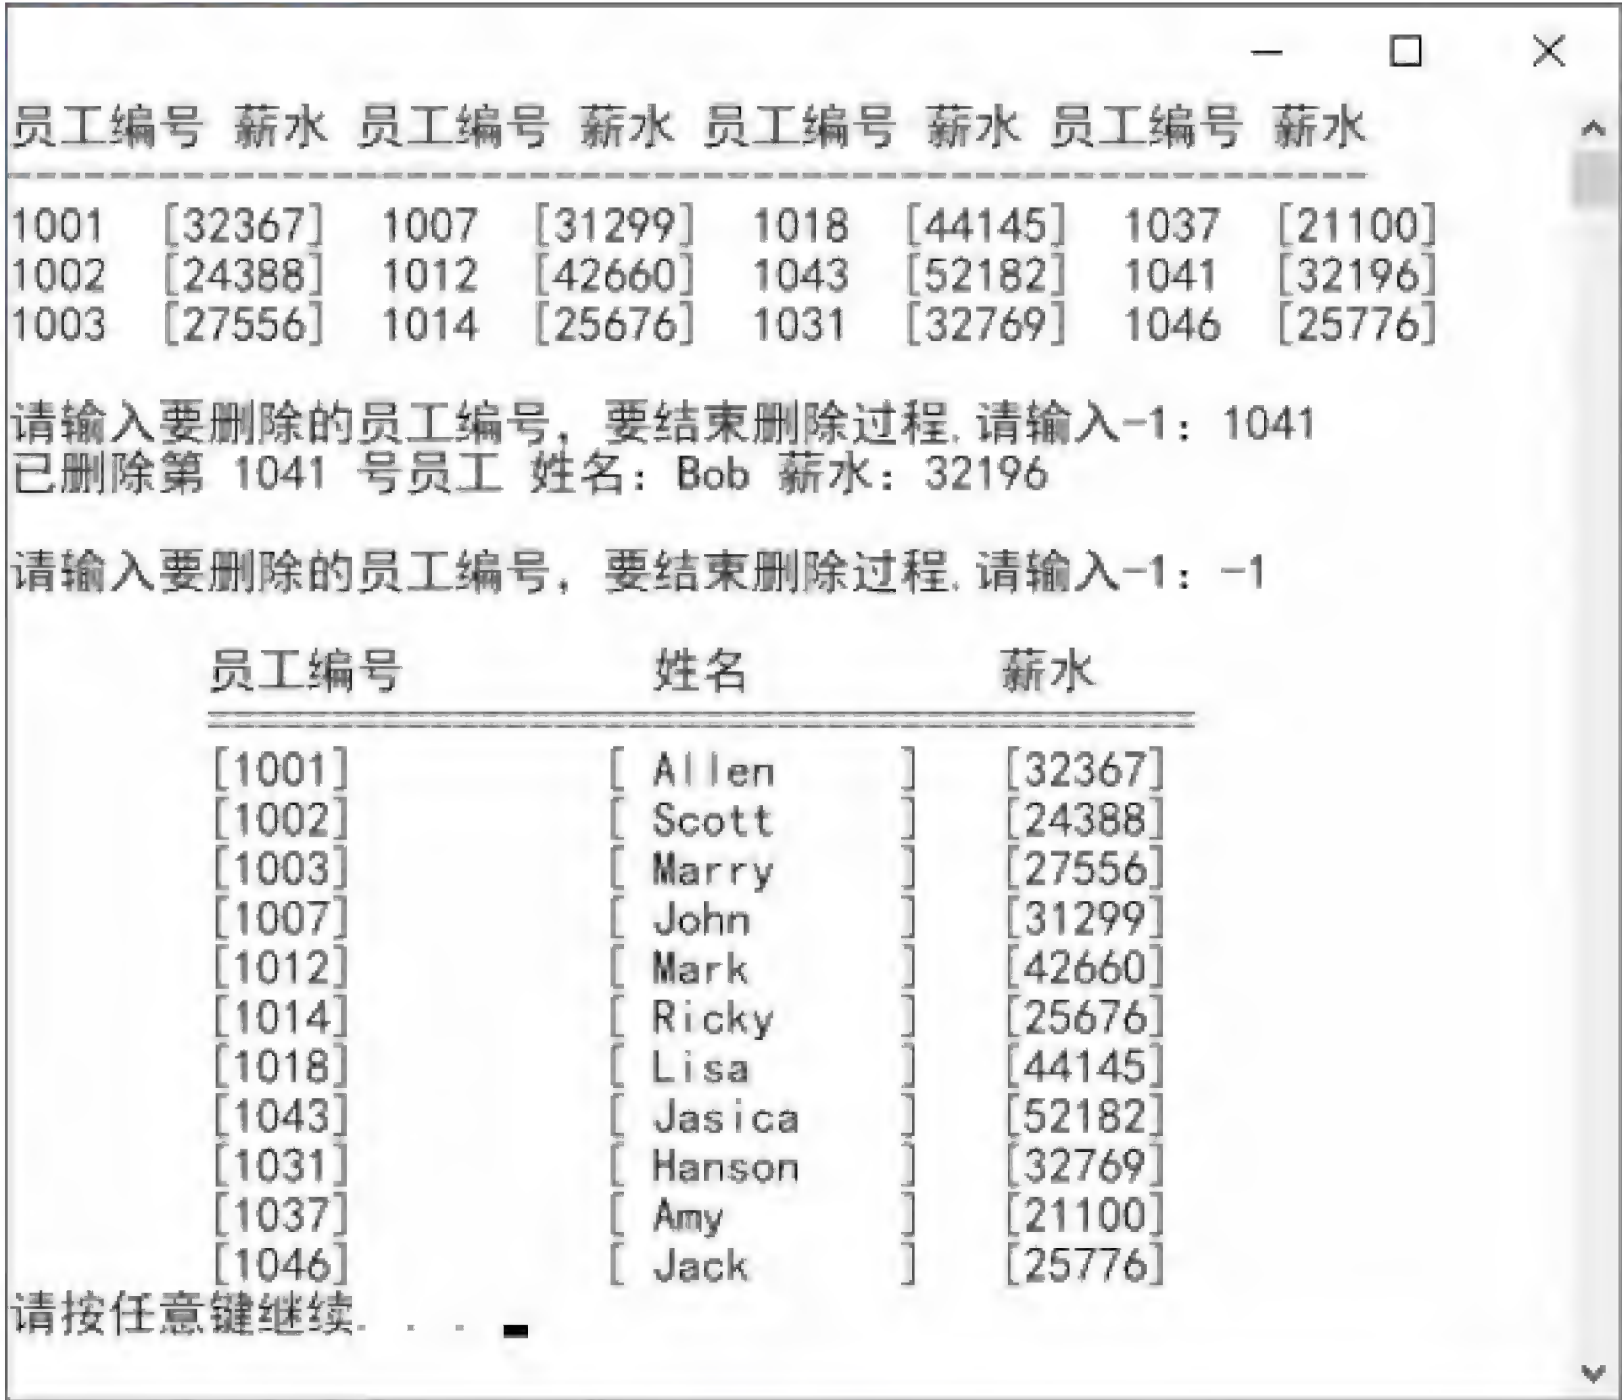 员工编号 薪水 员工编号 薪水 员工编号 薪水 员工编号 薪水
-------------------------------------------------------
1001 [32367] 1007 [31299] 1018 [44145] 1037 [21100]
1002 [24388] 1012 [42660] 1043 [52182] 1041 [32196]
1003 [27556] 1014 [25676] 1031 [32769] 1046 [25776]
请输入要删除的员工编号，要结束删除过程,请输入-1：1041
已删除第 1041 号员工 姓名：Bob 薪水：32196
请输入要删除的员工编号，要结束删除过程,请输入-1：-1
员工编号 姓名 薪水
========================================
[1001] [ Allen ] [32367]
[1002] [ Scott ] [24388]
[1003] [ Marry ] [27556]
[1007] [ John ] [31299]
[1012] [ Mark ] [42660]
[1014] [ Ricky ] [25676]
[1018] [ Lisa ] [44145]
[1043] [ Jasica ] [52182]
[1031] [ Hanson ] [32769]
[1037] [ Amy ] [21100]
[1046] [ Jack ] [25776]
请按任意键继续. . .